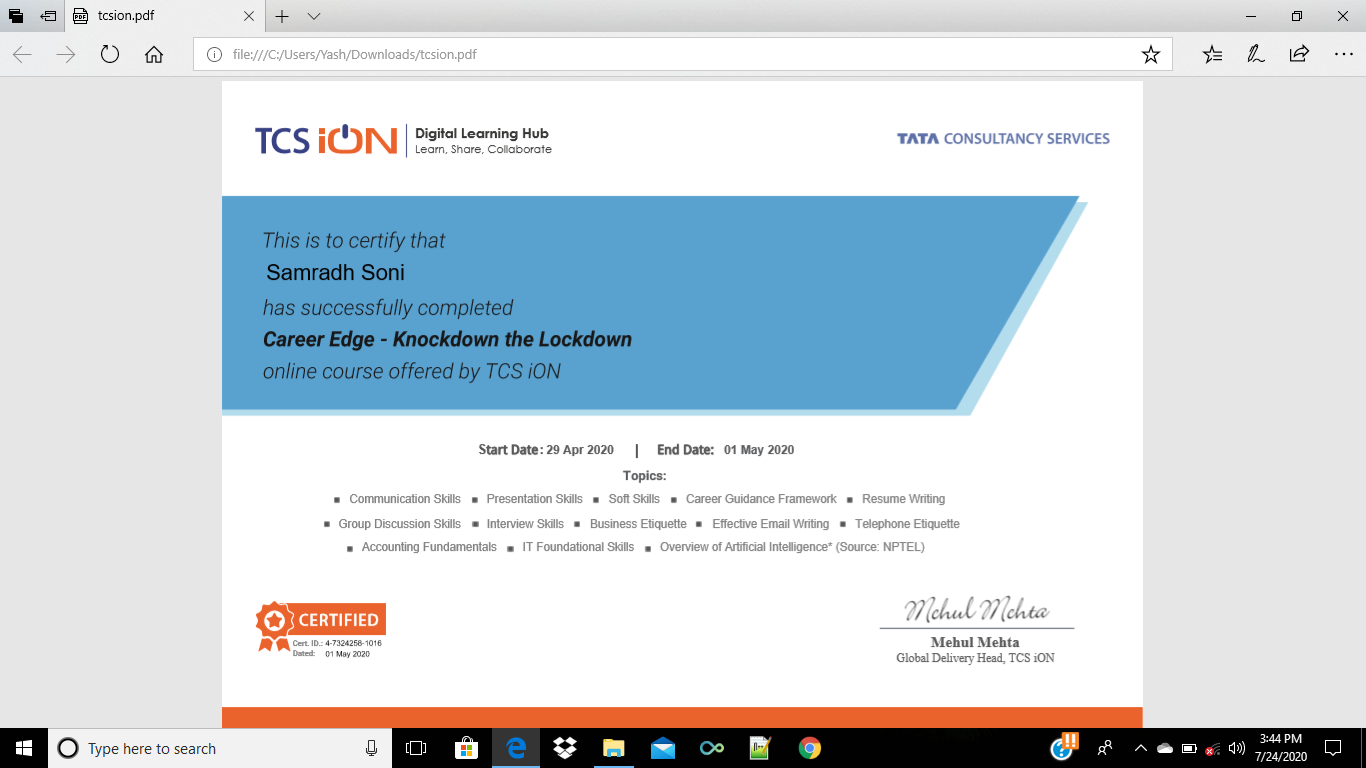 tcsion.pdf
file:///C:/Users/Yash/Downloads/tcsion.pdf
TCS iON | Digital Learning Hub
Learn, Share, Collaborate
TATA CONSULTANCY SERVICES
This is to certify that
Samradh Soni
has successfully completed
Career Edge - Knockdown the Lockdown
online course offered by TCS iON
Start Date: 29 Apr 2020 | End Date: 01 May 2020
Topics:
▪ Communication Skills ▪ Presentation Skills ▪ Soft Skills ▪ Career Guidance Framework ▪ Resume Writing
▪ Group Discussion Skills ▪ Interview Skills ▪ Business Etiquette ▪ Effective Email Writing ▪ Telephone Etiquette
▪ Accounting Fundamentals ▪ IT Foundational Skills ▪ Overview of Artificial Intelligence* (Source: NPTEL)
CERTIFIED
Cert. ID.: 4-7324258-1016
Dated: 01 May 2020
Mehul Mehta
Mehul Mehta
Global Delivery Head, TCS iON
Type here to search
3:44 PM
7/24/2020